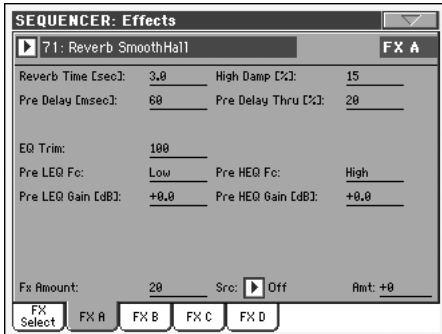 SEQUENCER: Effects
71: Reverb SmoothHall FX A
Reverb Time [sec]: 3.0 High Damp [%]: 15
Pre Delay [msec]: 60 Pre Delay Thru [%]: 20
EQ Trim: 100
Pre LEQ Fc: Low Pre HEQ Fc: High
Pre LEQ Gain [dB]: +0.0 Pre HEQ Gain [dB]: +0.0
Fx Amount: 20 Src: Off Amt: +0
FX Select FX A FX B FX C FX D